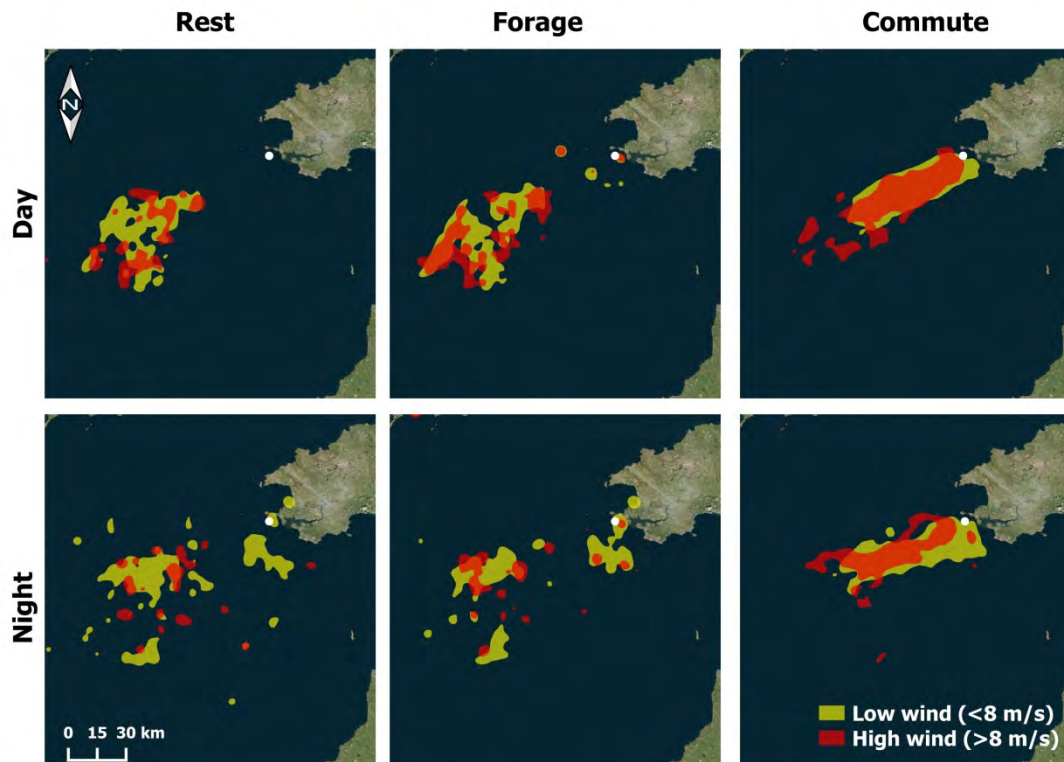 Rest
Forage
Commute
Day
N
Night
0 15 30 km
Low wind (<8 m/s)
High wind (>8 m/s)